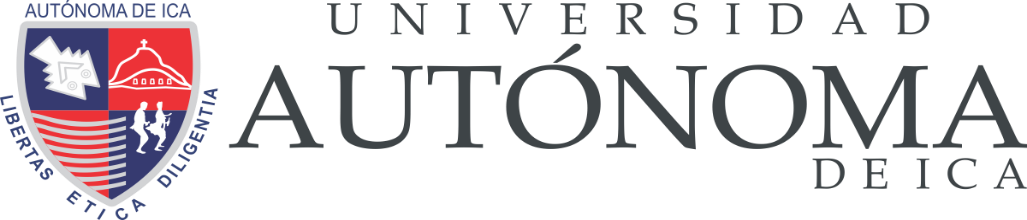 AUTÓNOMA DE ICA
LIBERTAS ETICA DILIGENTIA
UNIVERSIDAD
AUTÓNOMA
DE ICA